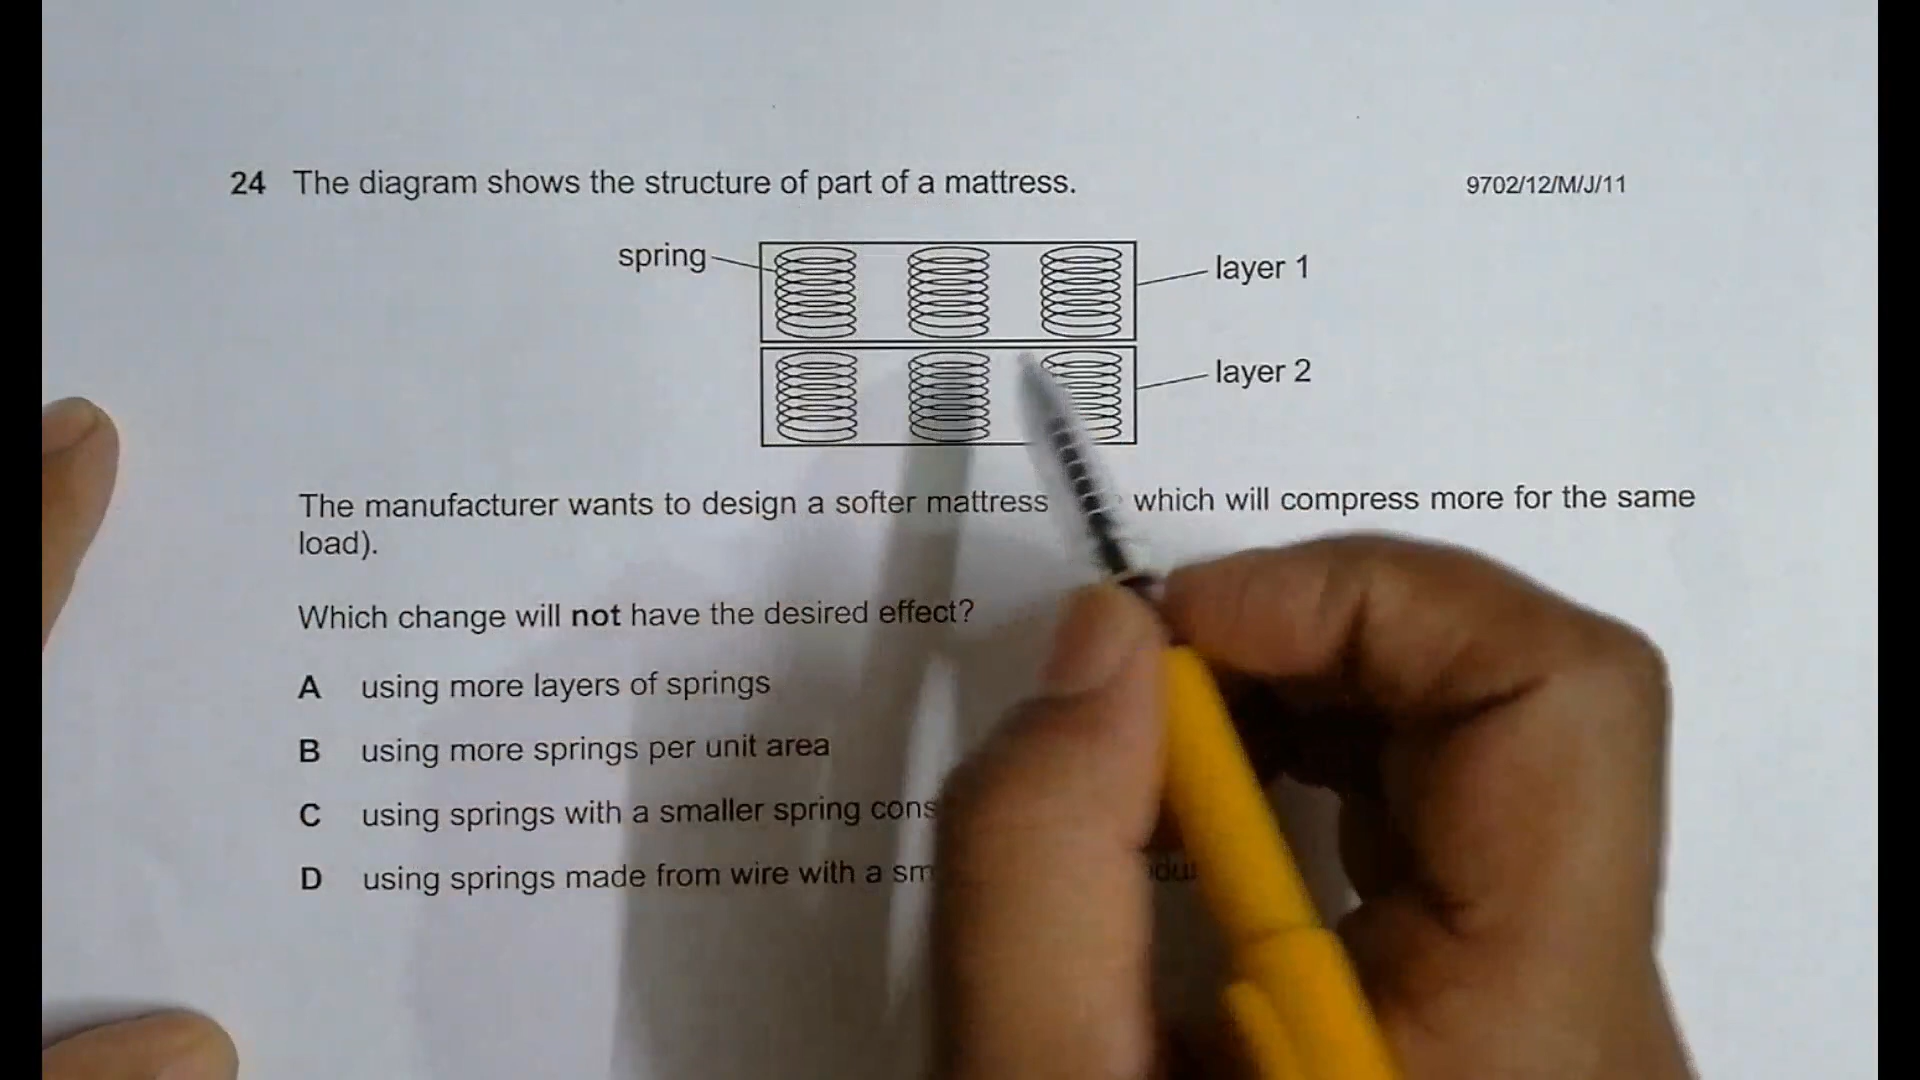 24 The diagram shows the structure of part of a mattress. 9702/12/M/J/11
spring
layer 1
layer 2
The manufacturer wants to design a softer mattress which will compress more for the same
load).
Which change will not have the desired effect?
A using more layers of springs
B using more springs per unit area
C using springs with a smaller spring
D using springs made from wire with a